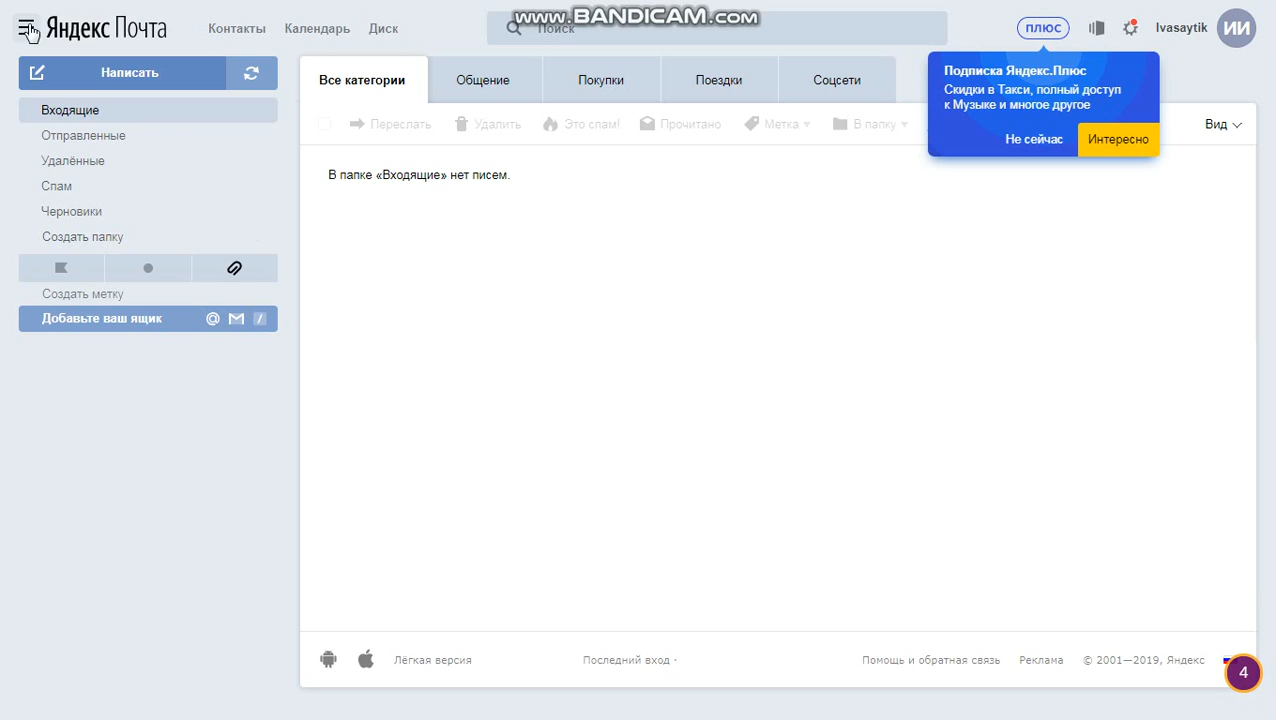 www.BANDICAM.com
Яндекс Почта
Контакты
Календарь
Диск
Поиск
ПЛЮС
Ivasaytik
ИИ
Написать
Входящие
Отправленные
Удалённые
Спам
Черновики
Создать папку
Создать метку
Добавьте ваш ящик
Все категории
Общение
Покупки
Поездки
Соцсети
Подписка Яндекс.Плюс
Скидки в Такси, полный доступ
к Музыке и многое другое
Не сейчас
Интересно
Переслать
Удалить
Это спам!
Прочитано
Метка
В папку
Вид
В папке «Входящие» нет писем.
Лёгкая версия
Последний вход ·
Помощь и обратная связь
Реклама
© 2001—2019, Яндекс
4